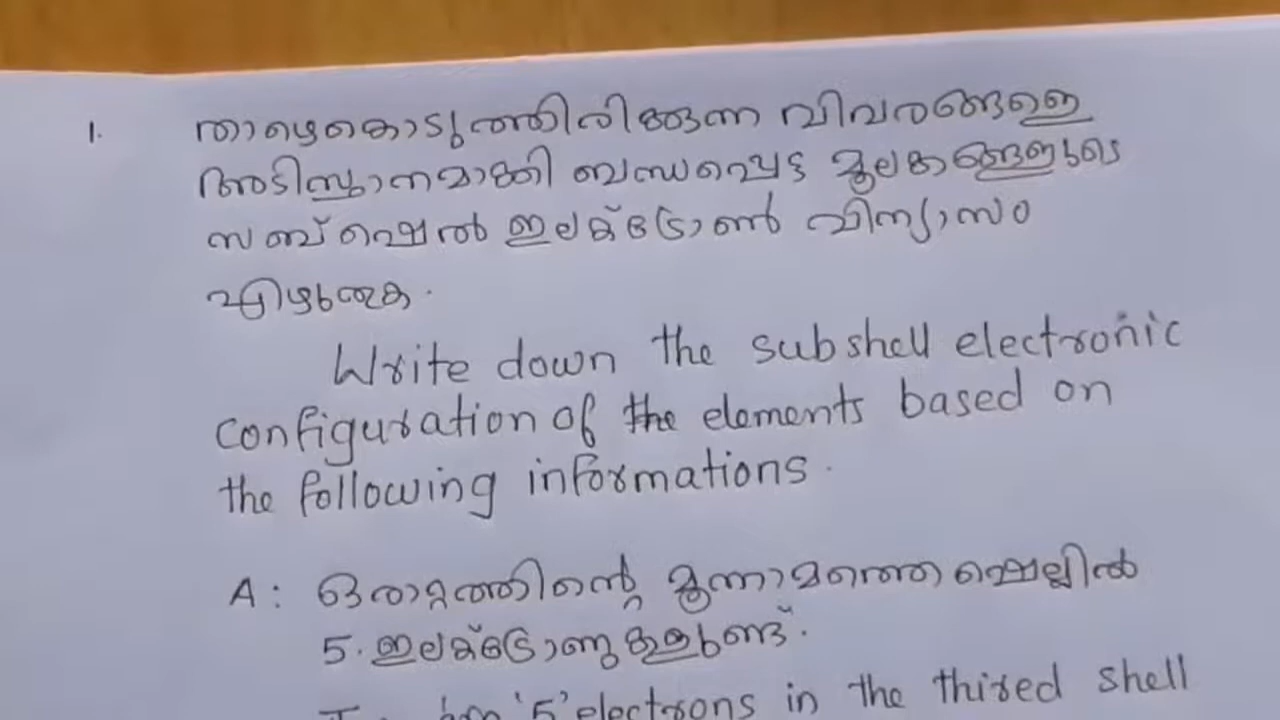 1. താഴെകൊടുത്തിരിക്കുന്ന വിവരങ്ങളെ
അടിസ്ഥാനമാക്കി ബന്ധപ്പെട്ട മൂലകങ്ങളുടെ
സബ്ഷെൽ ഇലക്ട്രോൺ വിന്യാസം
എഴുതുക.
Write down the subshell electronic
configuration of the elements based on
the following informations.
A: ഒരാറ്റത്തിന്റെ മൂന്നാമത്തെ ഷെല്ലിൽ
5. ഇലക്ട്രോണുകളുണ്ട്.
'5' electrons in the thired shell